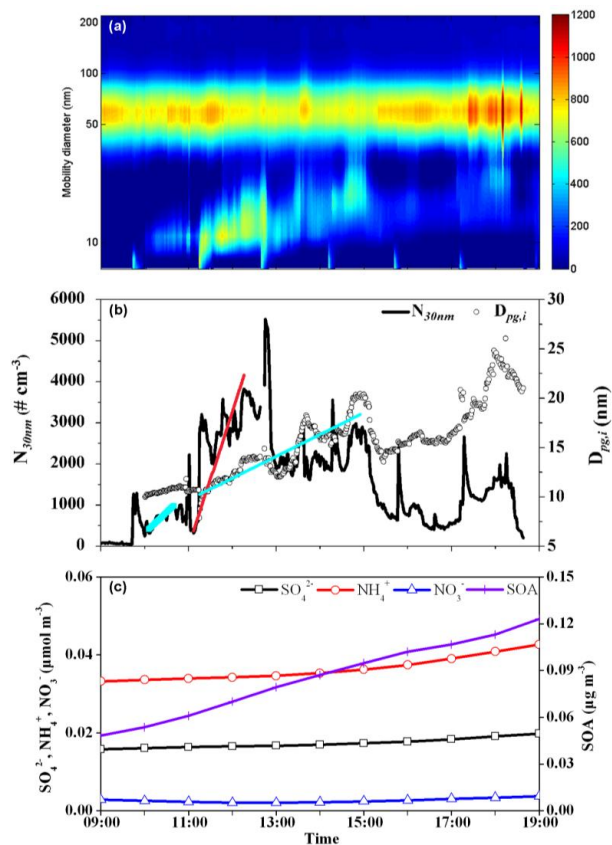 (a)
Mobility diameter (nm)
200
100
50
10
1200
1000
800
600
400
200
0
(b)
N30nm
Dpg,i
N30nm (# cm-3)
6000
5000
4000
3000
2000
1000
0
Dpg,i (nm)
30
25
20
15
10
5
(c)
SO4 2-
NH4 +
NO3 -
SOA
SO4 2-, NH4 +, NO3 - (μmol m-3)
0.06
0.04
0.02
0.00
SOA (μg m-3)
0.15
0.12
0.09
0.06
0.03
0.00
09:00 11:00 13:00 15:00 17:00 19:00
Time